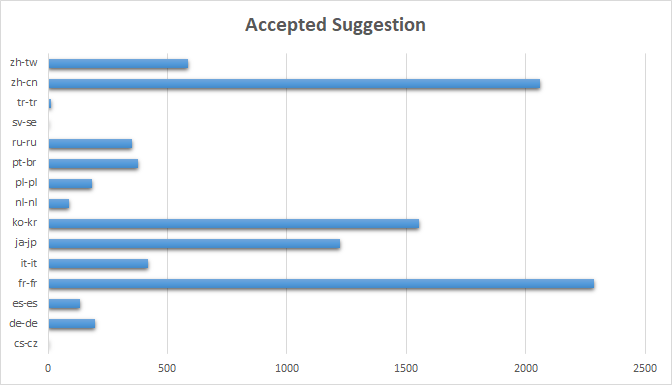 Accepted Suggestion
zh-tw
zh-cn
tr-tr
sv-se
ru-ru
pt-br
pl-pl
nl-nl
ko-kr
ja-jp
it-it
fr-fr
es-es
de-de
cs-cz
0 500 1000 1500 2000 2500